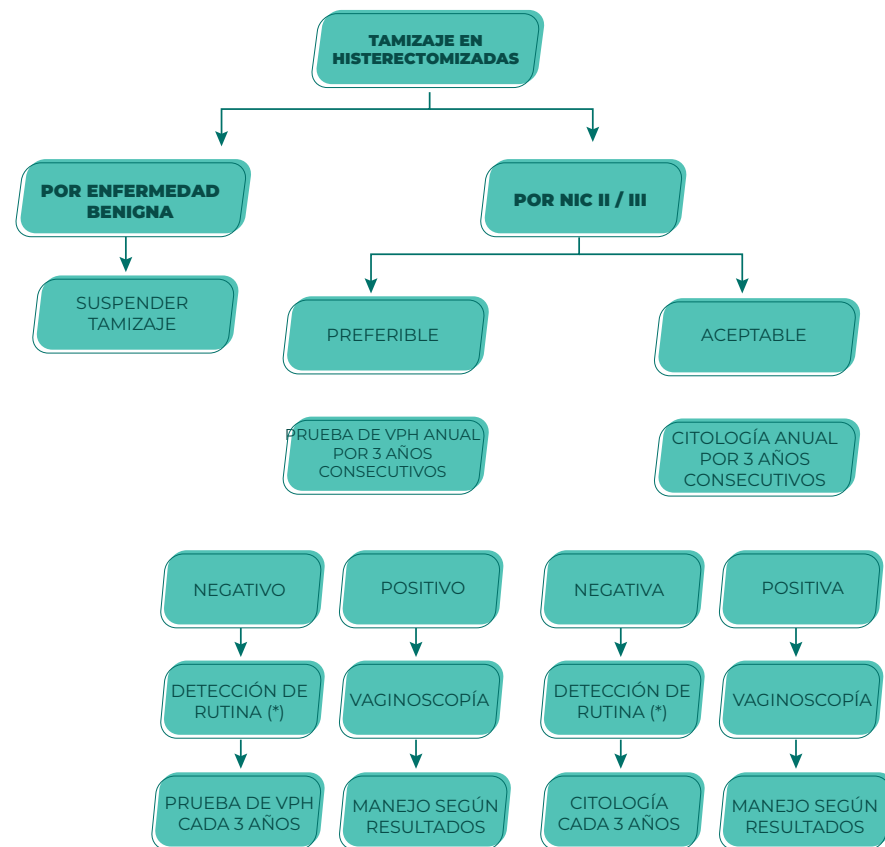 TAMIZAJE EN
HISTERECTOMIZADAS
POR ENFERMEDAD
BENIGNA
POR NIC II / III
SUSPENDER
TAMIZAJE
PREFERIBLE
ACEPTABLE
PRUEBA DE VPH ANUAL
POR 3 AÑOS
CONSECUTIVOS
CITOLOGÍA ANUAL
POR 3 AÑOS
CONSECUTIVOS
NEGATIVO
POSITIVO
NEGATIVA
POSITIVA
DETECCIÓN DE
RUTINA (*)
VAGINOSCOPÍA
DETECCIÓN DE
RUTINA (*)
VAGINOSCOPÍA
PRUEBA DE VPH
CADA 3 AÑOS
MANEJO SEGÚN
RESULTADOS
CITOLOGÍA
CADA 3 AÑOS
MANEJO SEGÚN
RESULTADOS